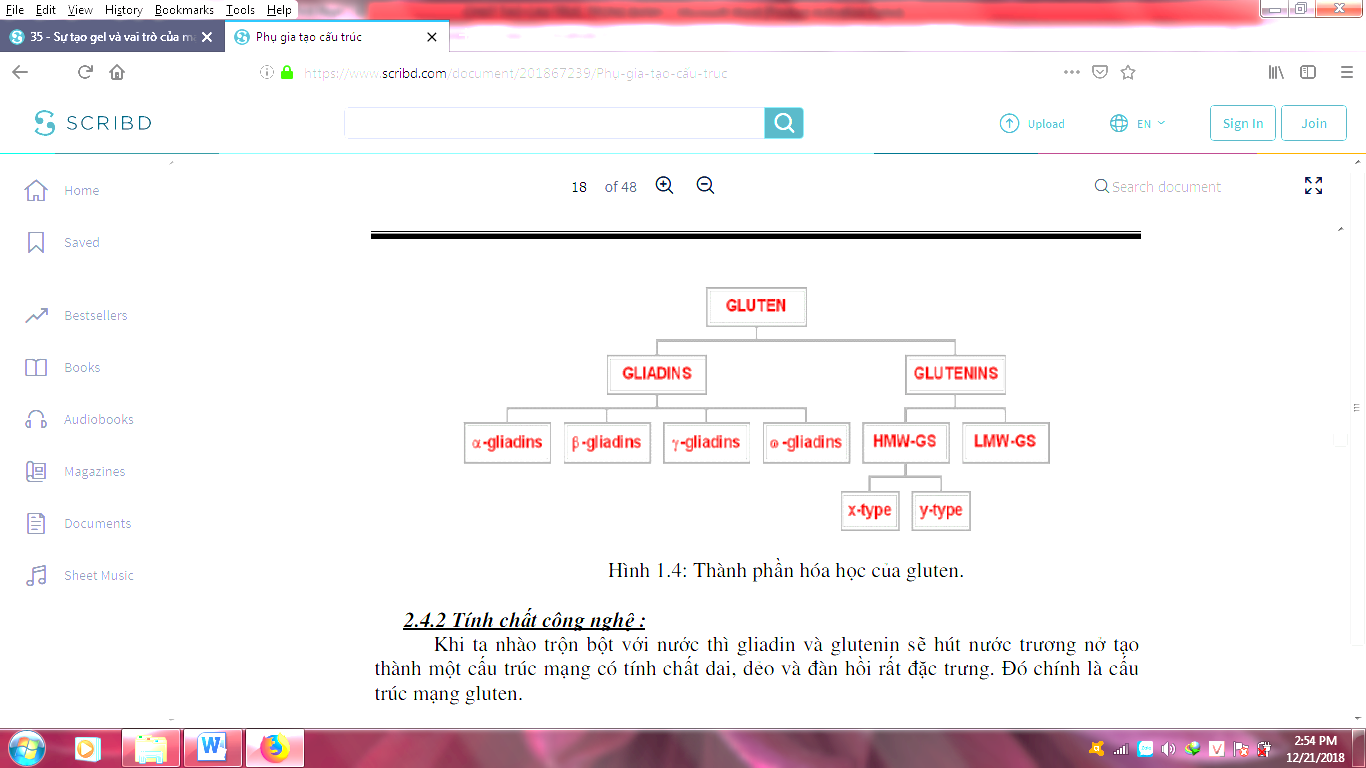 File Edit View History Bookmarks Tools Help
35 - Sự tạo gel và vai trò của m
Phụ gia tạo cấu trúc
https://www.scribd.com/document/201867239/Phu-gia-tao-cau-truc
SCRIBD
Upload
EN
Sign In
Join
18 of 48
Search document
Home
Saved
Bestsellers
Books
Audiobooks
Magazines
Documents
Sheet Music
GLUTEN
GLIADINS GLUTENINS
α-gliadins β-gliadins γ-gliadins ω-gliadins HMW-GS LMW-GS
x-type y-type
Hình 1.4: Thành phần hóa học của gluten.
2.4.2 Tính chất công nghệ :
Khi ta nhào trộn bột với nước thì gliadin và glutenin sẽ hút nước trương nở tạo
thành một cấu trúc mạng có tính chất dai, dẻo và đàn hồi rất đặc trưng. Đó chính là cấu
trúc mạng gluten.
2:54 PM
12/21/2018